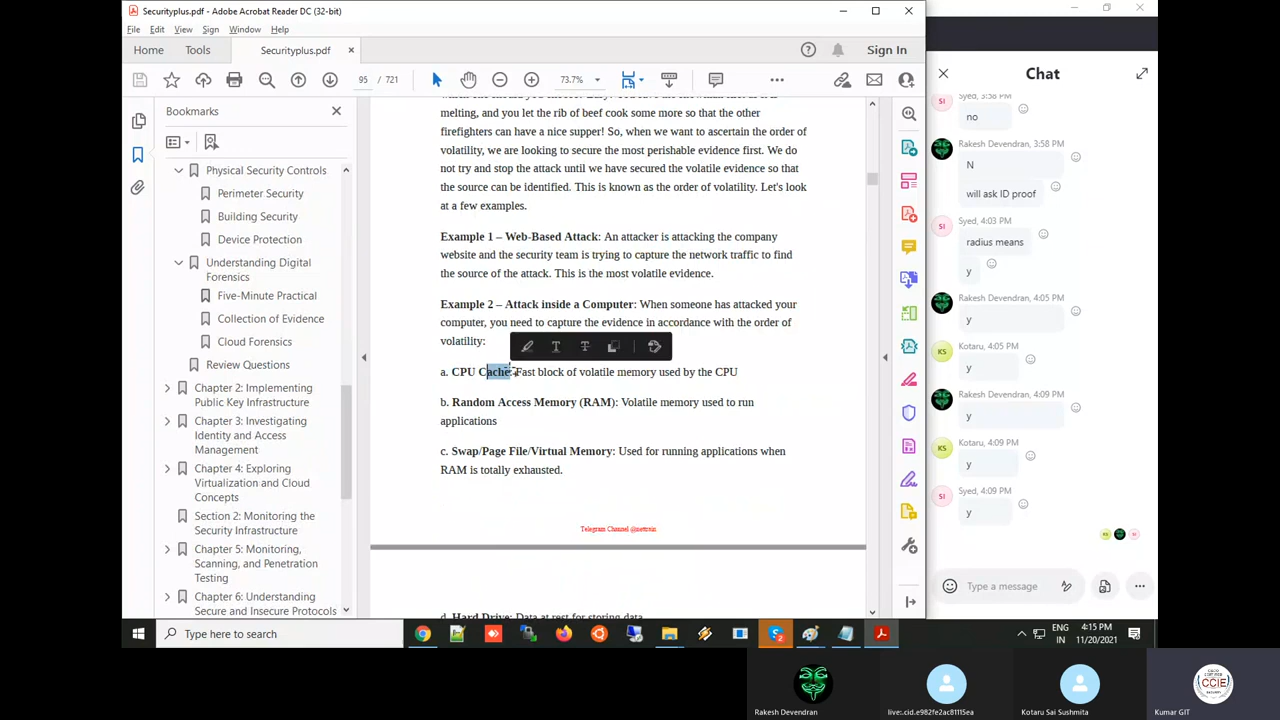 Securityplus.pdf - Adobe Acrobat Reader DC (32-bit)
File Edit View Sign Window Help
Home Tools Securityplus.pdf × Sign In
95 / 721 73.7%
Bookmarks
Physical Security Controls
Perimeter Security
Building Security
Device Protection
Understanding Digital
Forensics
Five-Minute Practical
Collection of Evidence
Cloud Forensics
Review Questions
Chapter 2: Implementing
Public Key Infrastructure
Chapter 3: Investigating
Identity and Access
Management
Chapter 4: Exploring
Virtualization and Cloud
Concepts
Section 2: Monitoring the
Security Infrastructure
Chapter 5: Monitoring,
Scanning, and Penetration
Testing
Chapter 6: Understanding
Secure and Insecure Protocols
melting, and you let the rib of beef cook some more so that the other
firefighters can have a nice supper! So, when we want to ascertain the order of
volatility, we are looking to secure the most perishable evidence first. We do
not try and stop the attack until we have secured the volatile evidence so that
the source can be identified. This is known as the order of volatility. Let's look
at a few examples.
Example 1 – Web-Based Attack: An attacker is attacking the company
website and the security team is trying to capture the network traffic to find
the source of the attack. This is the most volatile evidence.
Example 2 – Attack inside a Computer: When someone has attacked your
computer, you need to capture the evidence in accordance with the order of
volatility:
a. CPU Cache: Fast block of volatile memory used by the CPU
b. Random Access Memory (RAM): Volatile memory used to run
applications
c. Swap/Page File/Virtual Memory: Used for running applications when
RAM is totally exhausted.
Telegram Channel @nettrain
d. Hard Drive: Data at rest for storing data
Chat
Syed, 3:58 PM
SI
no
Rakesh Devendran, 3:58 PM
N
will ask ID proof
Syed, 4:03 PM
SI
radius means
y
Rakesh Devendran, 4:05 PM
y
Kotaru, 4:05 PM
KS
y
Rakesh Devendran, 4:09 PM
y
Kotaru, 4:09 PM
KS
y
Syed, 4:09 PM
SI
y
KS SI
Type a message
Type here to search
ENG
IN
4:15 PM
11/20/2021
2
CISCO
CERTIFIED
CCIE
SECURITY
Rakesh Devendran
live:.cid.e982fe2ac81115ea
Kotaru Sai Sushmita
Kumar GIT